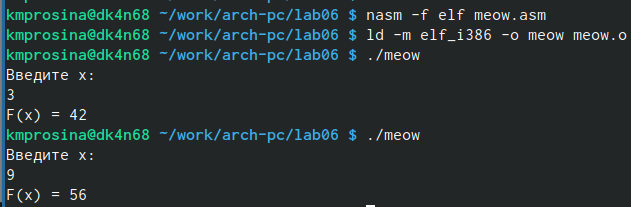 kmprosina@dk4n68 ~/work/arch-pc/lab06 $ nasm -f elf meow.asm
kmprosina@dk4n68 ~/work/arch-pc/lab06 $ ld -m elf_i386 -o meow meow.o
kmprosina@dk4n68 ~/work/arch-pc/lab06 $ ./meow
Введите x:
3
F(x) = 42
kmprosina@dk4n68 ~/work/arch-pc/lab06 $ ./meow
Введите x:
9
F(x) = 56